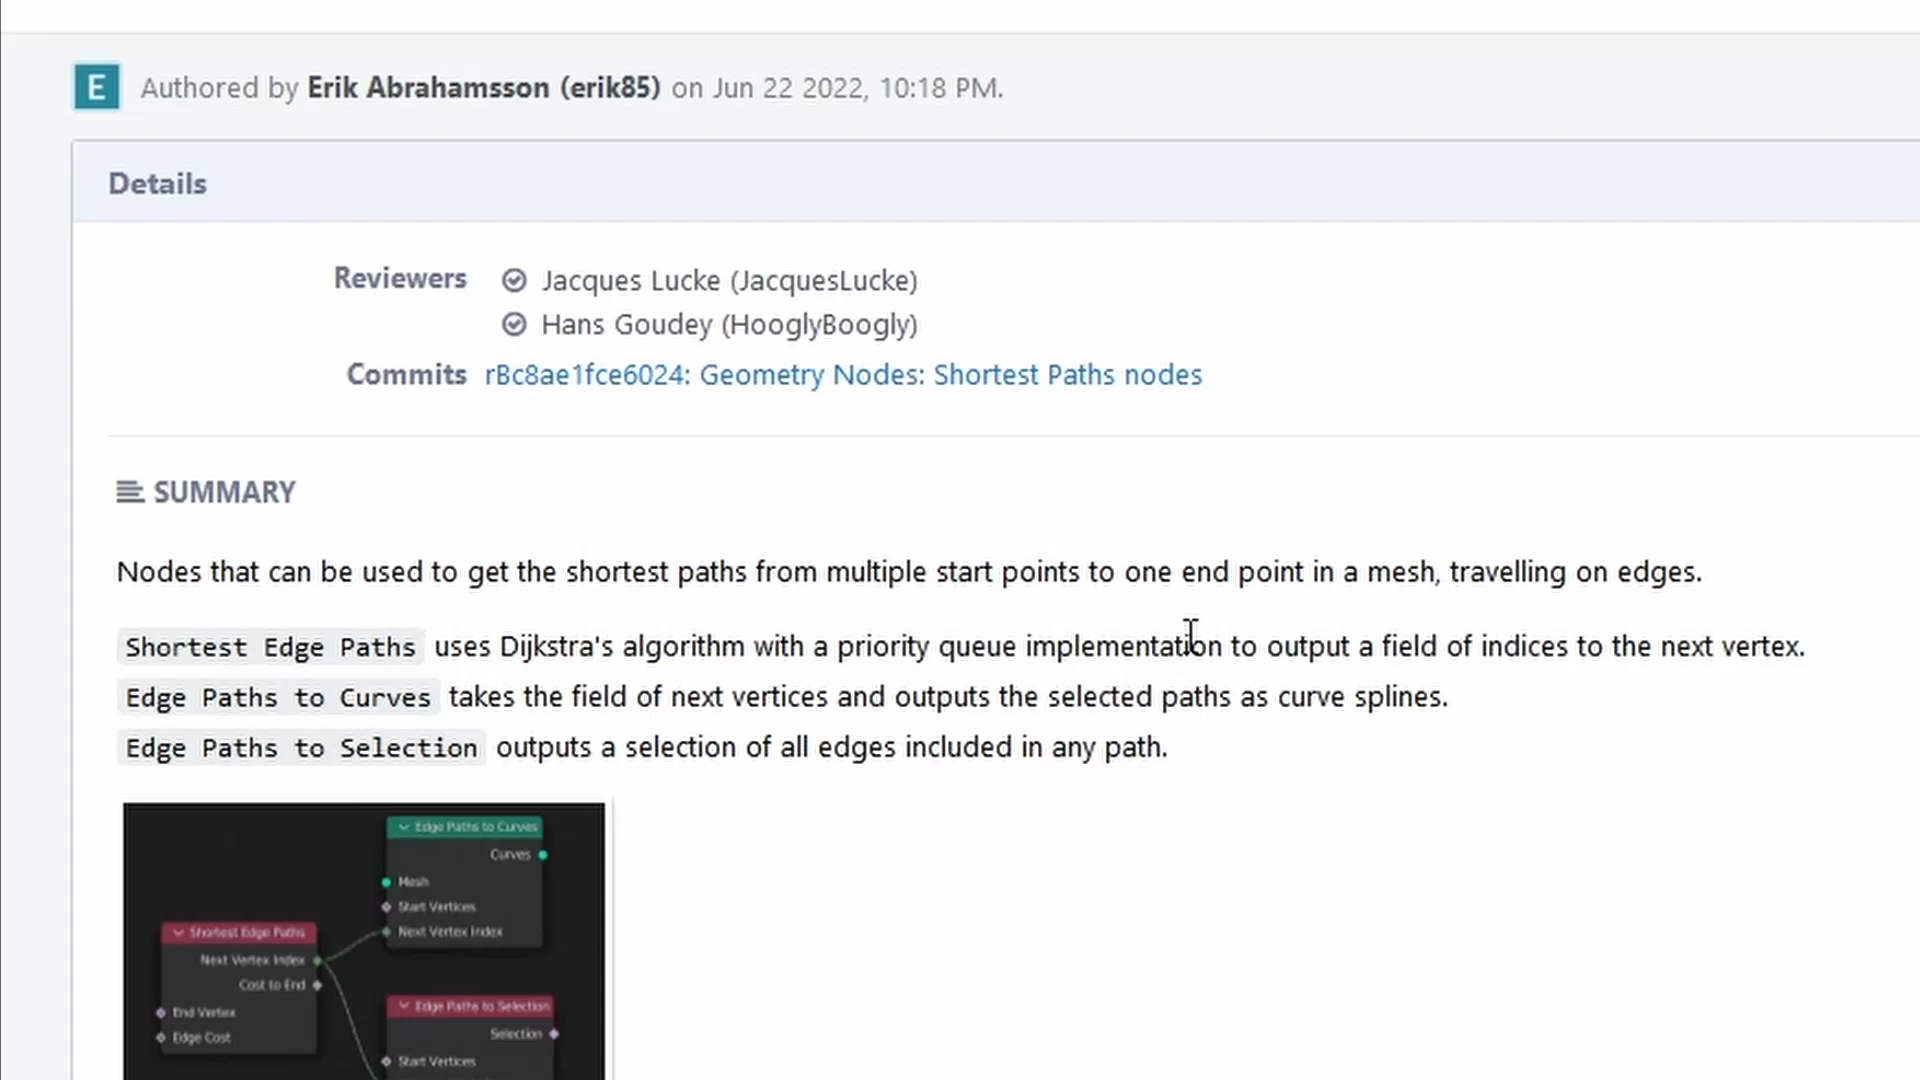 E Authored by Erik Abrahamsson (erik85) on Jun 22 2022, 10:18 PM.
Details
Reviewers Jacques Lucke (JacquesLucke)
Hans Goudey (HooglyBoogly)
Commits rBc8ae1fce6024: Geometry Nodes: Shortest Paths nodes
SUMMARY
Nodes that can be used to get the shortest paths from multiple start points to one end point in a mesh, travelling on edges.
Shortest Edge Paths uses Dijkstra's algorithm with a priority queue implementation to output a field of indices to the next vertex.
Edge Paths to Curves takes the field of next vertices and outputs the selected paths as curve splines.
Edge Paths to Selection outputs a selection of all edges included in any path.
Edge Paths to Curves
Curves
Mesh
Start Vertices
Next Vertex Index
Shortest Edge Paths
Next Vertex Index
Cost to End
End Vertex
Edge Cost
Edge Paths to Selection
Selection
Start Vertices